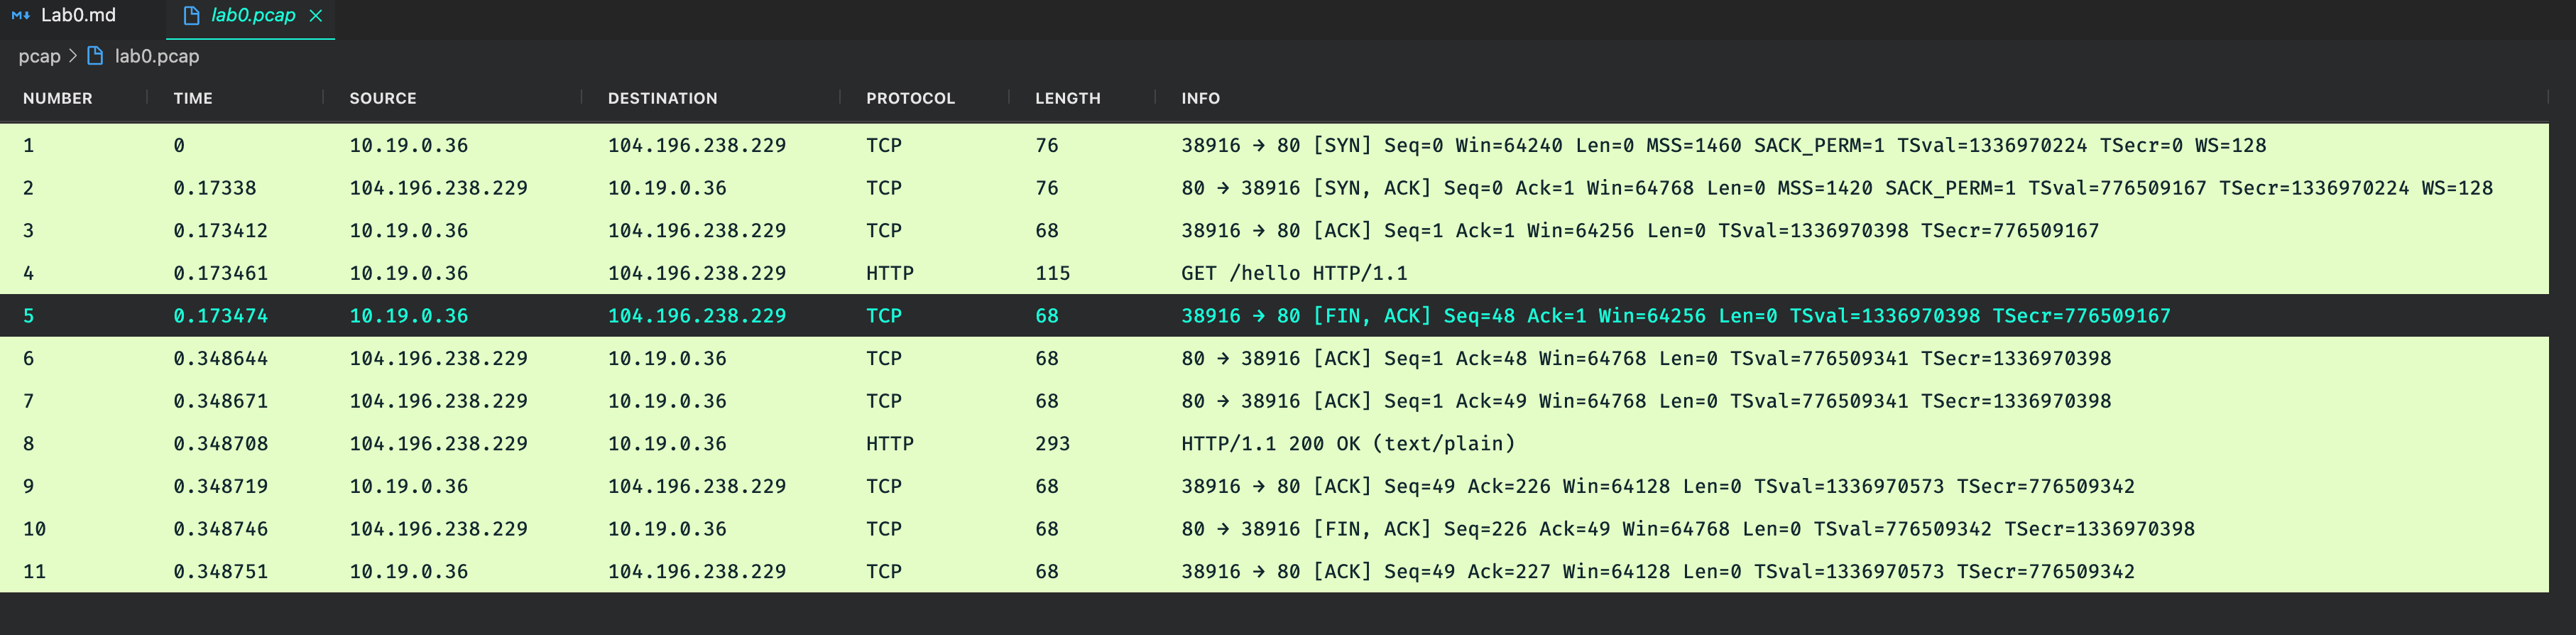 Lab0.md lab0.pcap
pcap > lab0.pcap
NUMBER TIME SOURCE DESTINATION PROTOCOL LENGTH INFO
1 0 10.19.0.36 104.196.238.229 TCP 76 38916 → 80 [SYN] Seq=0 Win=64240 Len=0 MSS=1460 SACK_PERM=1 TSval=1336970224 TSecr=0 WS=128
2 0.17338 104.196.238.229 10.19.0.36 TCP 76 80 → 38916 [SYN, ACK] Seq=0 Ack=1 Win=64768 Len=0 MSS=1420 SACK_PERM=1 TSval=776509167 TSecr=1336970224 WS=128
3 0.173412 10.19.0.36 104.196.238.229 TCP 68 38916 → 80 [ACK] Seq=1 Ack=1 Win=64256 Len=0 TSval=1336970398 TSecr=776509167
4 0.173461 10.19.0.36 104.196.238.229 HTTP 115 GET /hello HTTP/1.1
5 0.173474 10.19.0.36 104.196.238.229 TCP 68 38916 → 80 [FIN, ACK] Seq=48 Ack=1 Win=64256 Len=0 TSval=1336970398 TSecr=776509167
6 0.348644 104.196.238.229 10.19.0.36 TCP 68 80 → 38916 [ACK] Seq=1 Ack=48 Win=64768 Len=0 TSval=776509341 TSecr=1336970398
7 0.348671 104.196.238.229 10.19.0.36 TCP 68 80 → 38916 [ACK] Seq=1 Ack=49 Win=64768 Len=0 TSval=776509341 TSecr=1336970398
8 0.348708 104.196.238.229 10.19.0.36 HTTP 293 HTTP/1.1 200 OK (text/plain)
9 0.348719 10.19.0.36 104.196.238.229 TCP 68 38916 → 80 [ACK] Seq=49 Ack=226 Win=64128 Len=0 TSval=1336970573 TSecr=776509342
10 0.348746 104.196.238.229 10.19.0.36 TCP 68 80 → 38916 [FIN, ACK] Seq=226 Ack=49 Win=64768 Len=0 TSval=776509342 TSecr=1336970398
11 0.348751 10.19.0.36 104.196.238.229 TCP 68 38916 → 80 [ACK] Seq=49 Ack=227 Win=64128 Len=0 TSval=1336970573 TSecr=776509342